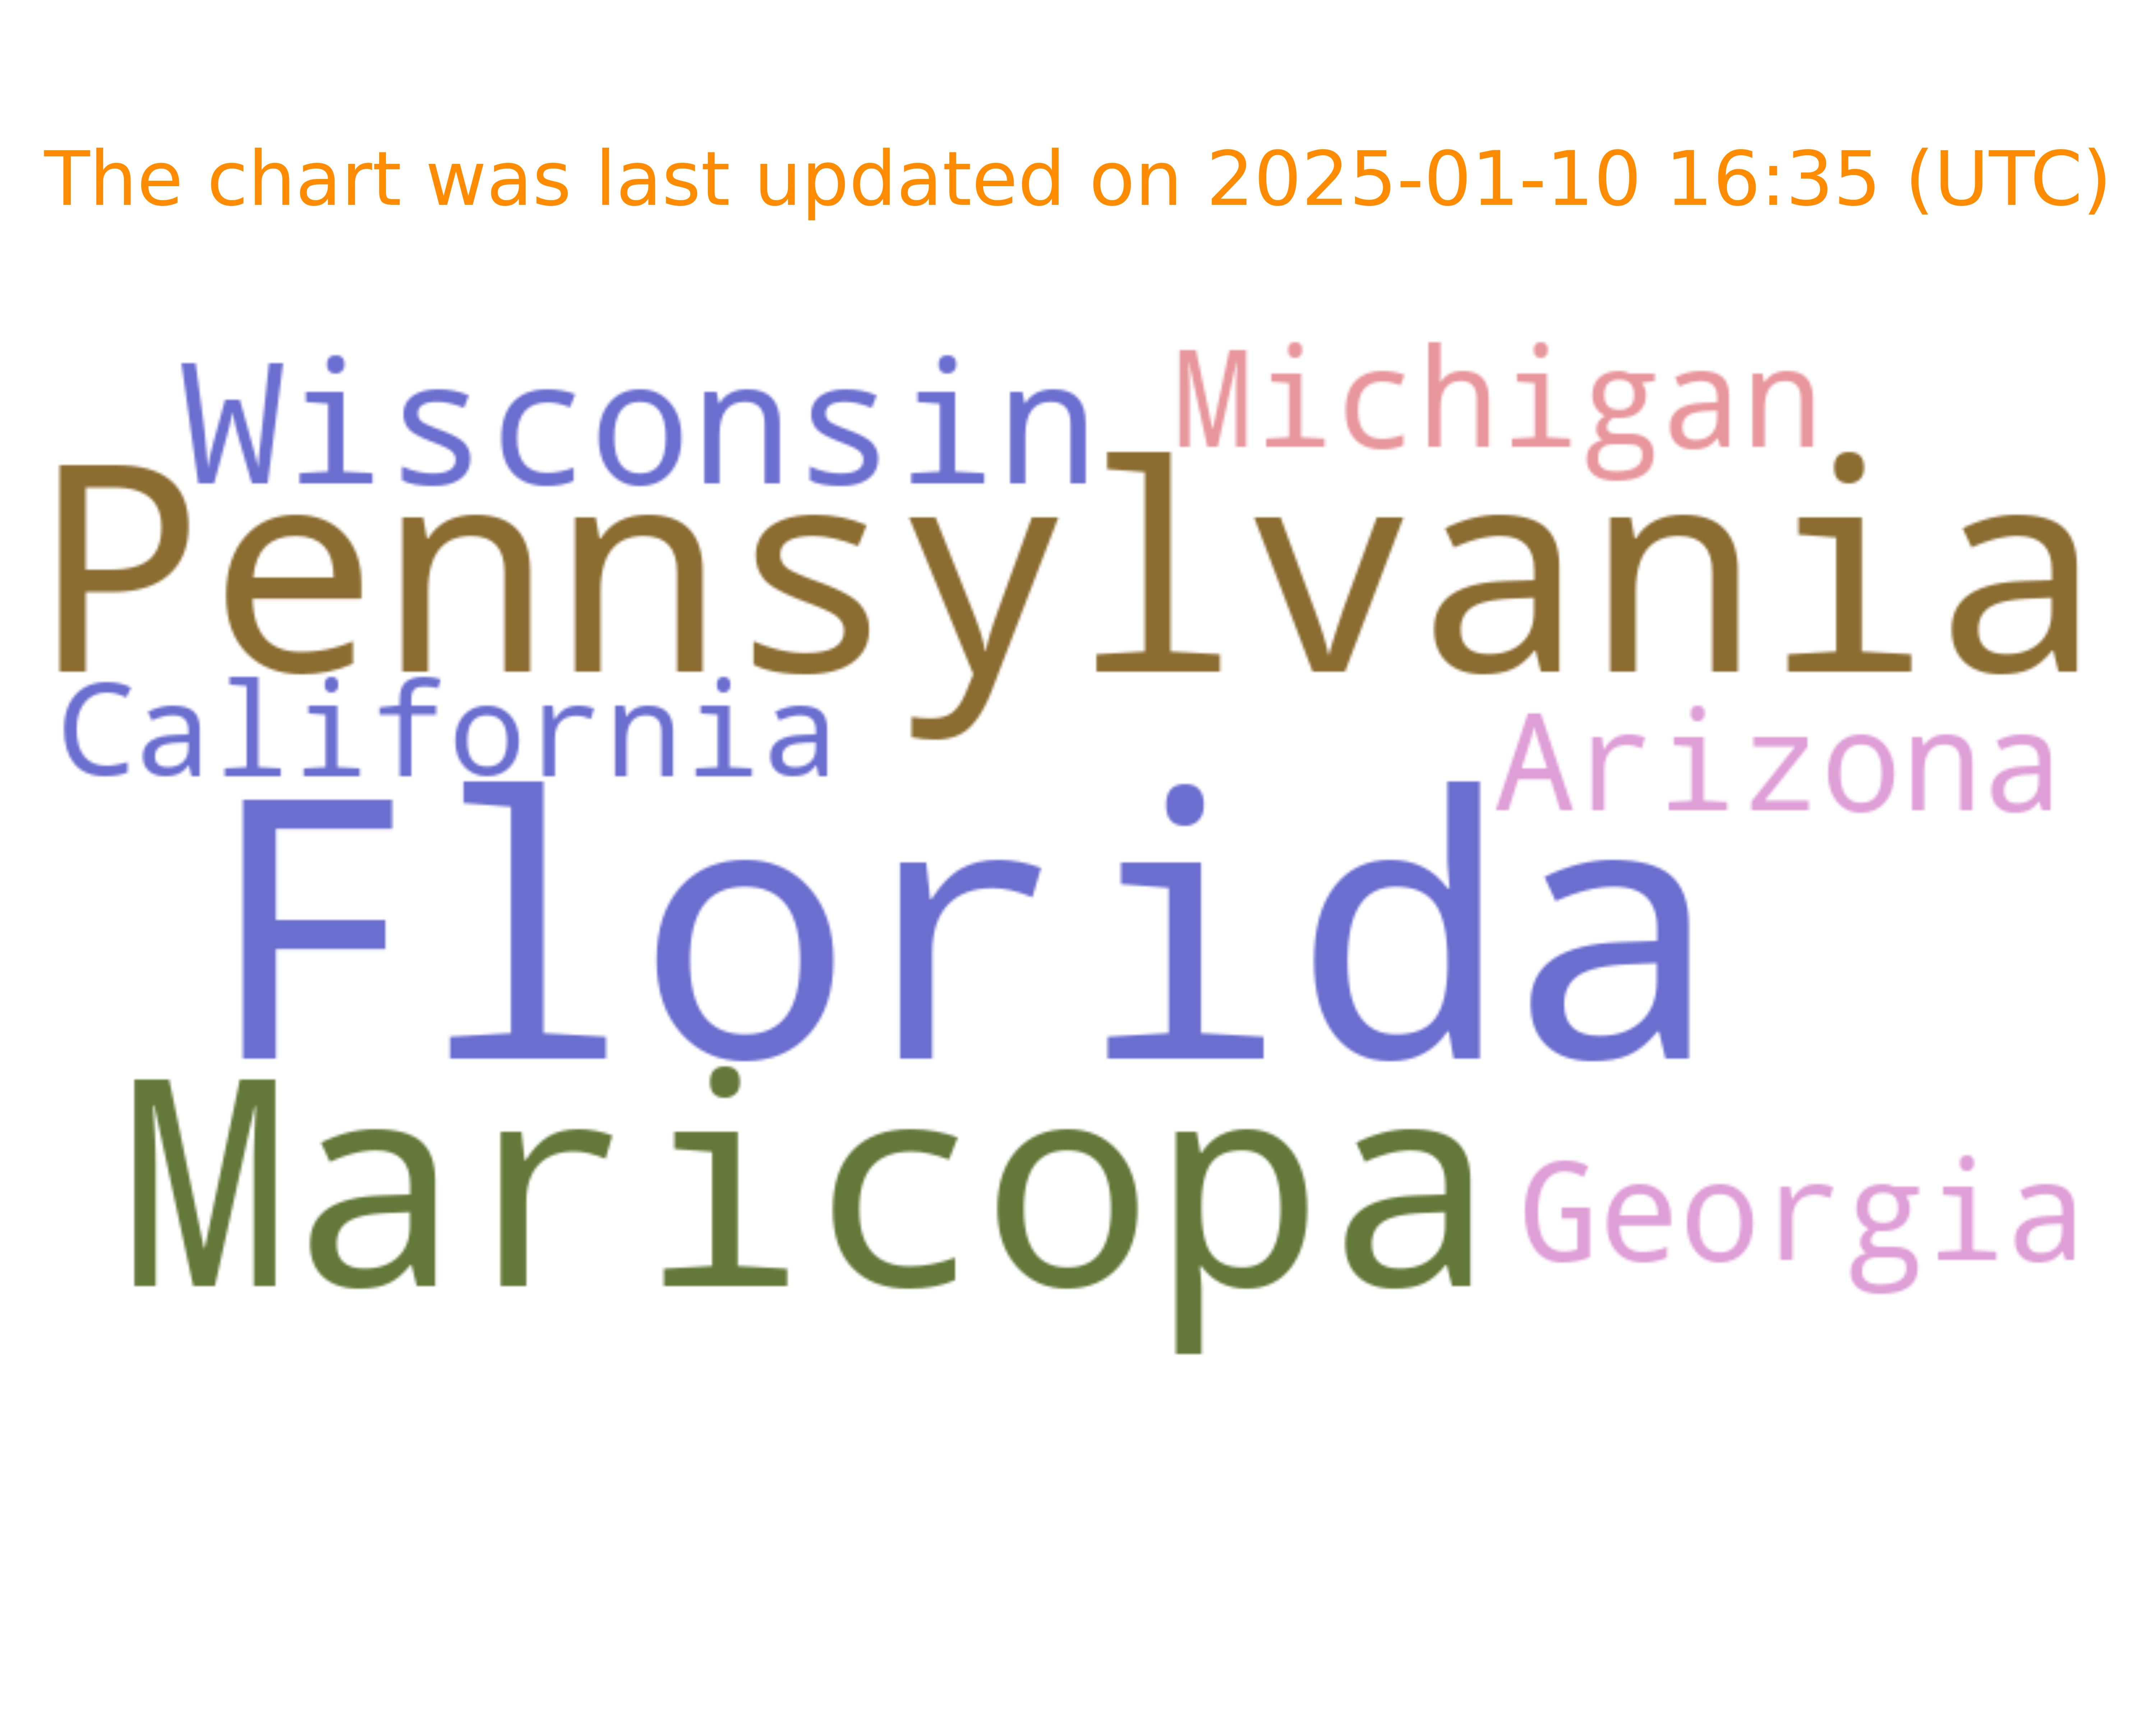 The chart was last updated on 2025-01-10 16:35 (UTC)
Wisconsin Michigan
Pennsylvania
California Arizona
Florida
Maricopa Georgia